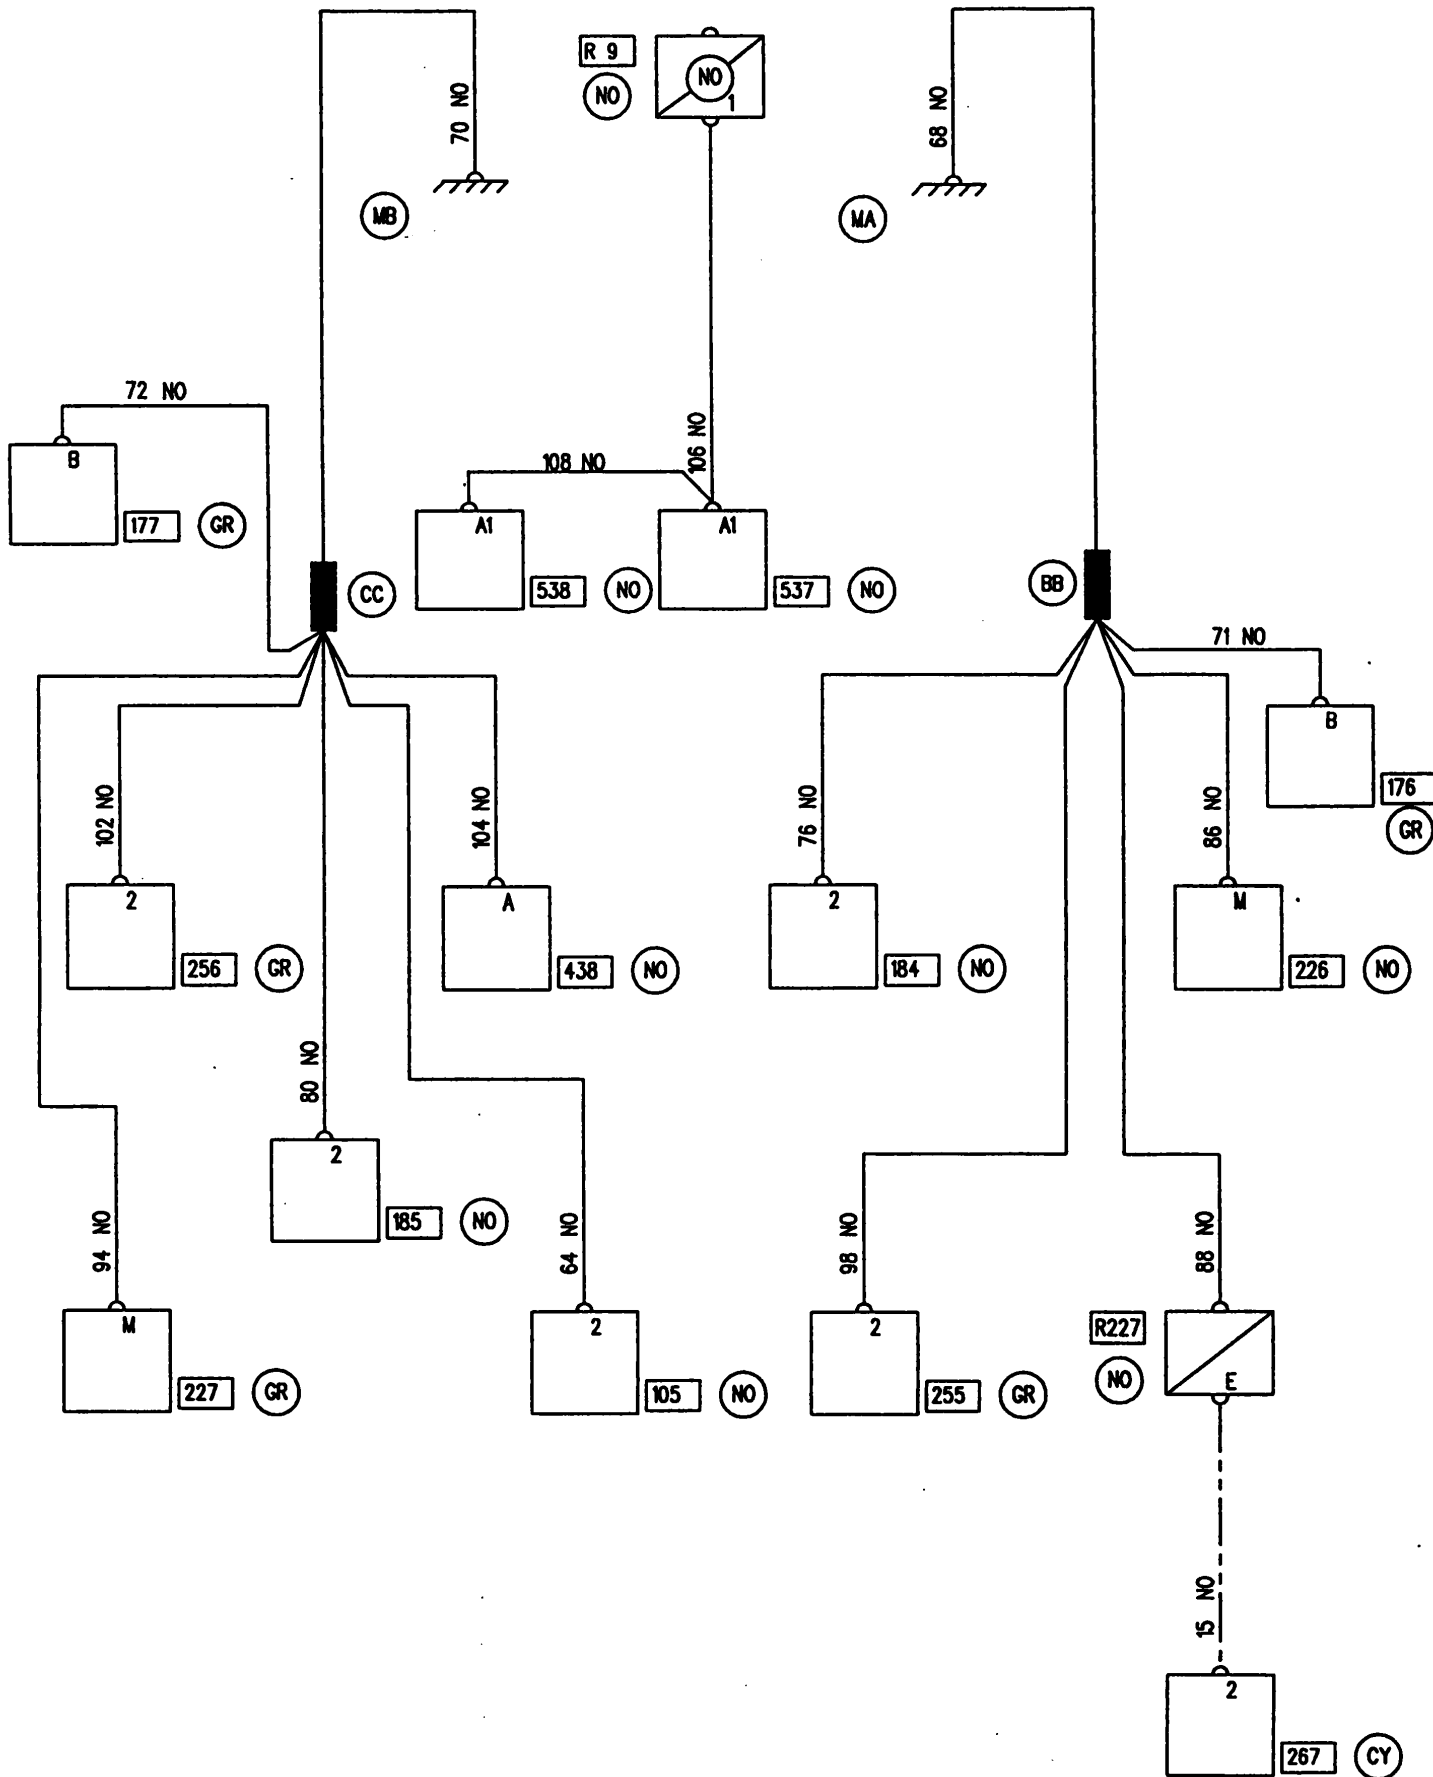 R 9
NO
NO
1
70 NO
68 NO
MB
MA
72 NO
B
177
GR
108 NO
106 NO
A1
A1
538
NO
537
NO
CC
BB
71 NO
B
176
GR
102 NO
104 NO
76 NO
86 NO
2
A
2
M
256
GR
438
NO
184
NO
226
NO
80 NO
2
185
NO
94 NO
64 NO
98 NO
88 NO
M
2
2
R227
NO
E
227
GR
105
NO
255
GR
15 NO
2
267
CY